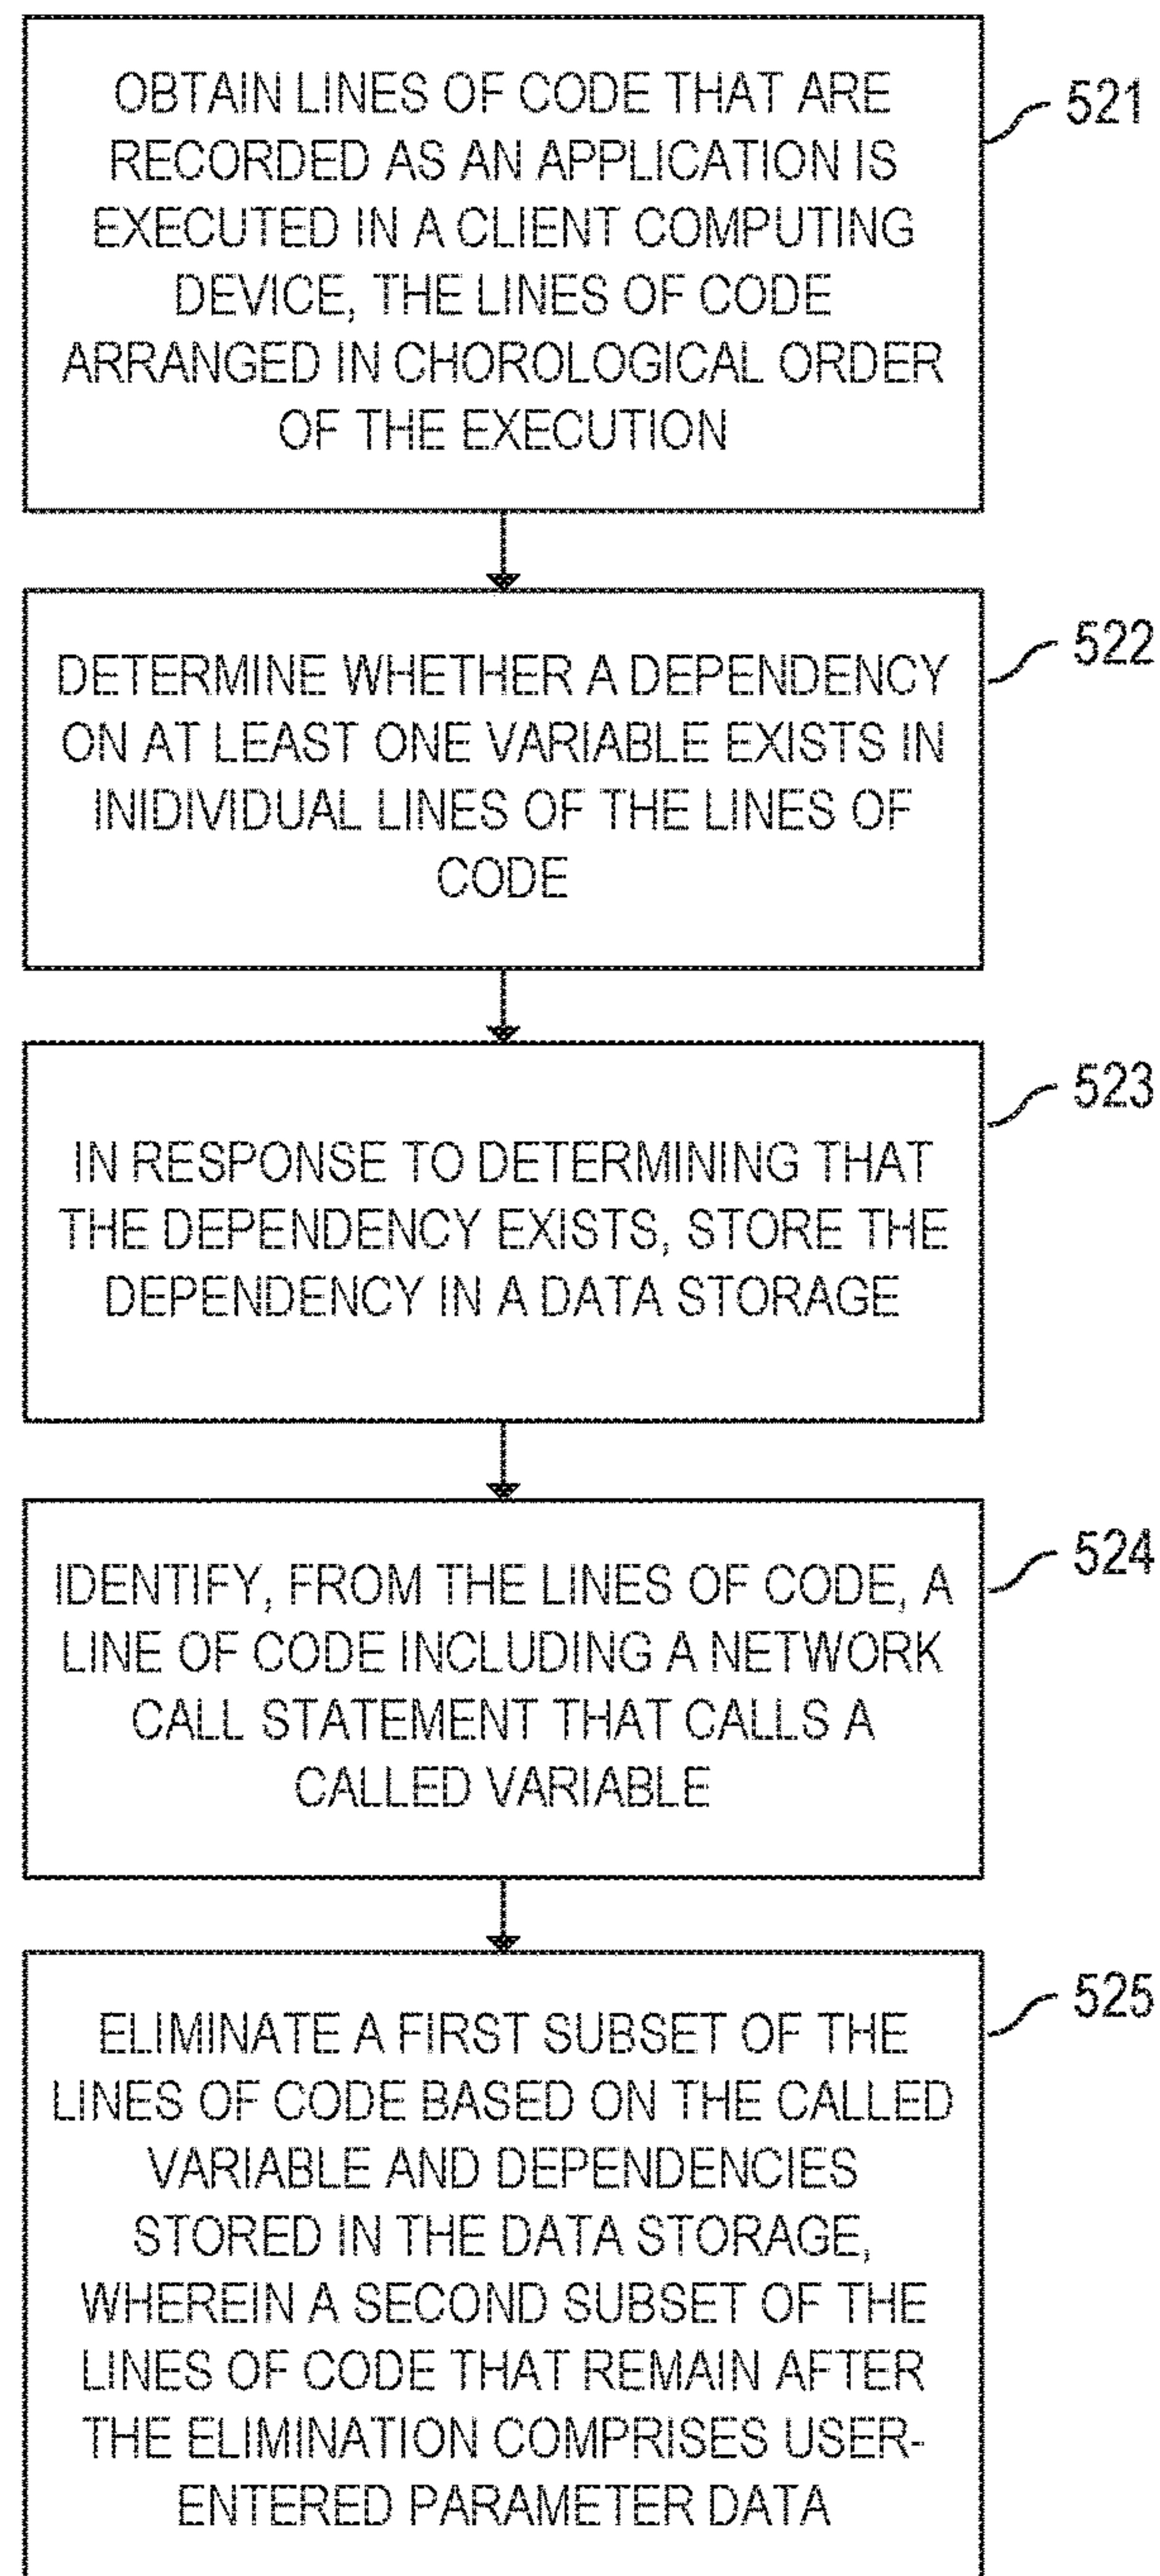 OBTAIN LINES OF CODE THAT ARE
RECORDED AS AN APPLICATION IS
EXECUTED IN A CLIENT COMPUTING
DEVICE, THE LINES OF CODE
ARRANGED IN CHOROLOGICAL ORDER
OF THE EXECUTION
521
DETERMINE WHETHER A DEPENDENCY
ON AT LEAST ONE VARIABLE EXISTS IN
INIDIVIDUAL LINES OF THE LINES OF
CODE
522
IN RESPONSE TO DETERMINING THAT
THE DEPENDENCY EXISTS, STORE THE
DEPENDENCY IN A DATA STORAGE
523
IDENTIFY, FROM THE LINES OF CODE, A
LINE OF CODE INCLUDING A NETWORK
CALL STATEMENT THAT CALLS A
CALLED VARIABLE
524
ELIMINATE A FIRST SUBSET OF THE
LINES OF CODE BASED ON THE CALLED
VARIABLE AND DEPENDENCIES
STORED IN THE DATA STORAGE,
WHEREIN A SECOND SUBSET OF THE
LINES OF CODE THAT REMAIN AFTER
THE ELIMINATION COMPRISES USER-
ENTERED PARAMETER DATA
525